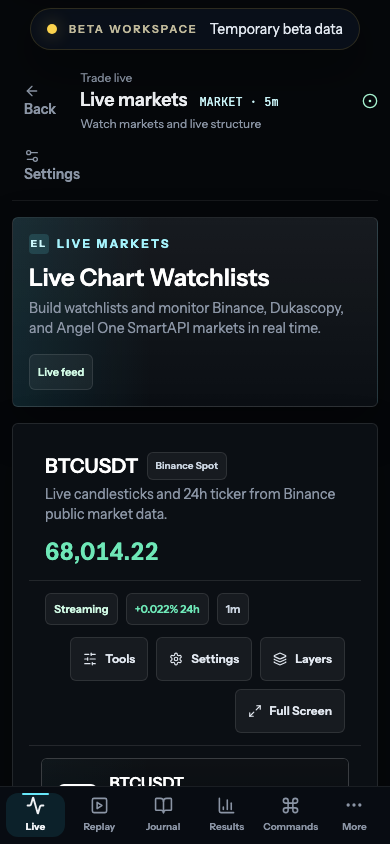 BETA WORKSPACE Temporary beta data
Trade live
Back
Live markets MARKET · 5m
Watch markets and live structure
Settings
EL LIVE MARKETS
Live Chart Watchlists
Build watchlists and monitor Binance, Dukascopy,
and Angel One SmartAPI markets in real time.
Live feed
BTCUSDT Binance Spot
Live candlesticks and 24h ticker from Binance
public market data.
68,014.22
Streaming +0.022% 24h 1m
Tools Settings Layers
Full Screen
BTCUSDT
Live Replay Journal Results Commands More